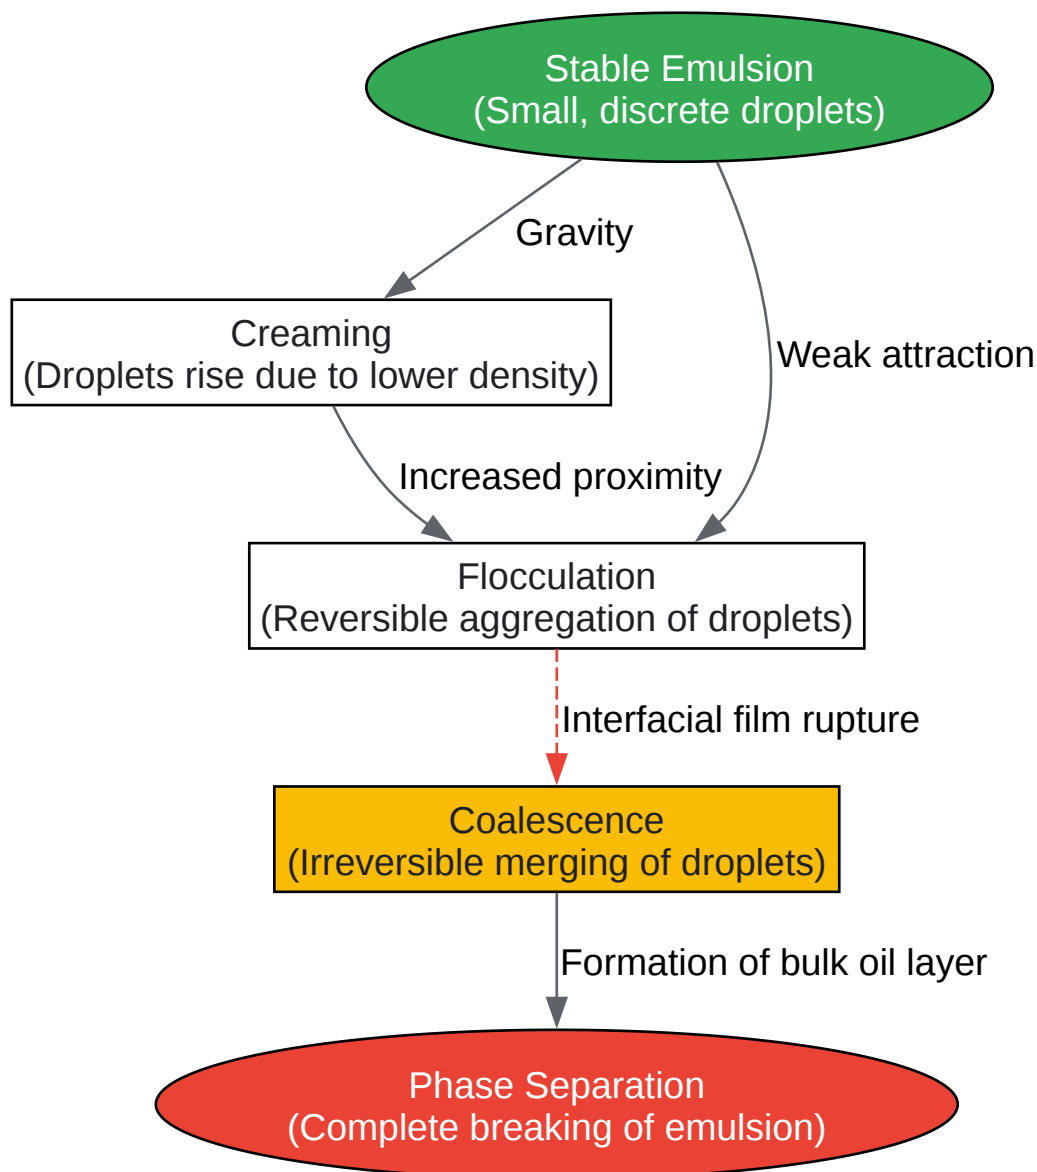 Stable Emulsion
(Small, discrete droplets)
Gravity
Creaming
(Droplets rise due to lower density)
Weak attraction
Increased proximity
Flocculation
(Reversible aggregation of droplets)
Interfacial film rupture
Coalescence
(Irreversible merging of droplets)
Formation of bulk oil layer
Phase Separation
(Complete breaking of emulsion)